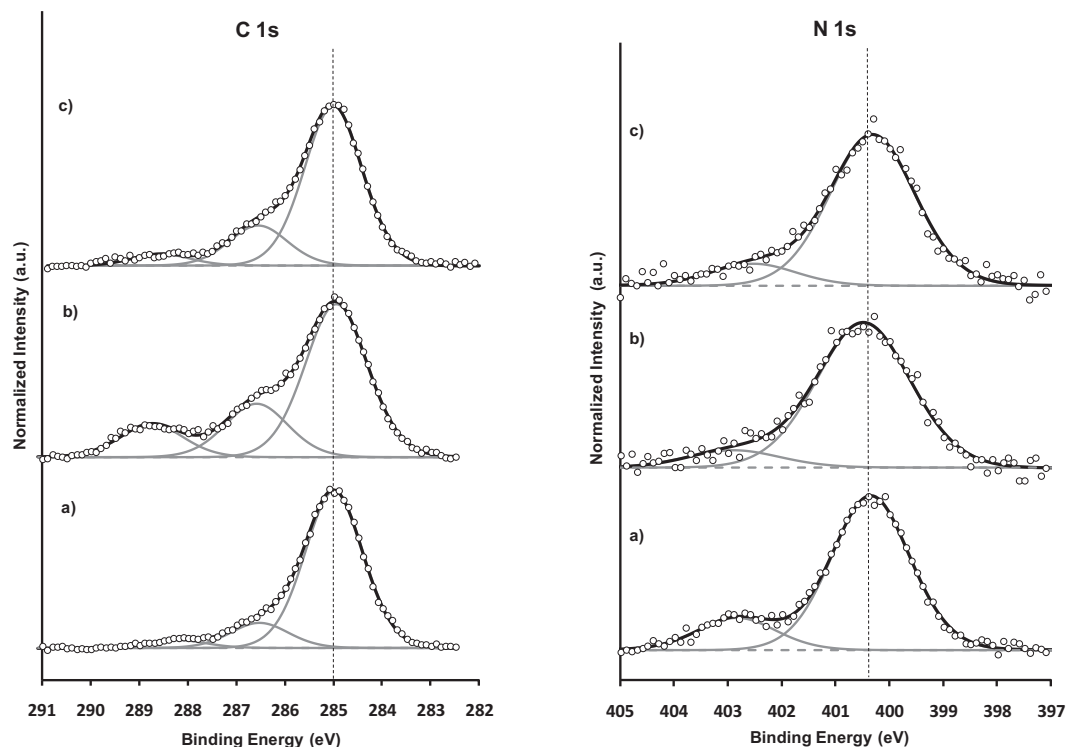 C 1s
c)
b)
a)
Normalized Intensity (a.u.)
291 290 289 288 287 286 285 284 283 282
Binding Energy (eV)
N 1s
c)
b)
a)
Normalized Intensity (a.u.)
405 404 403 402 401 400 399 398 397
Binding Energy (eV)